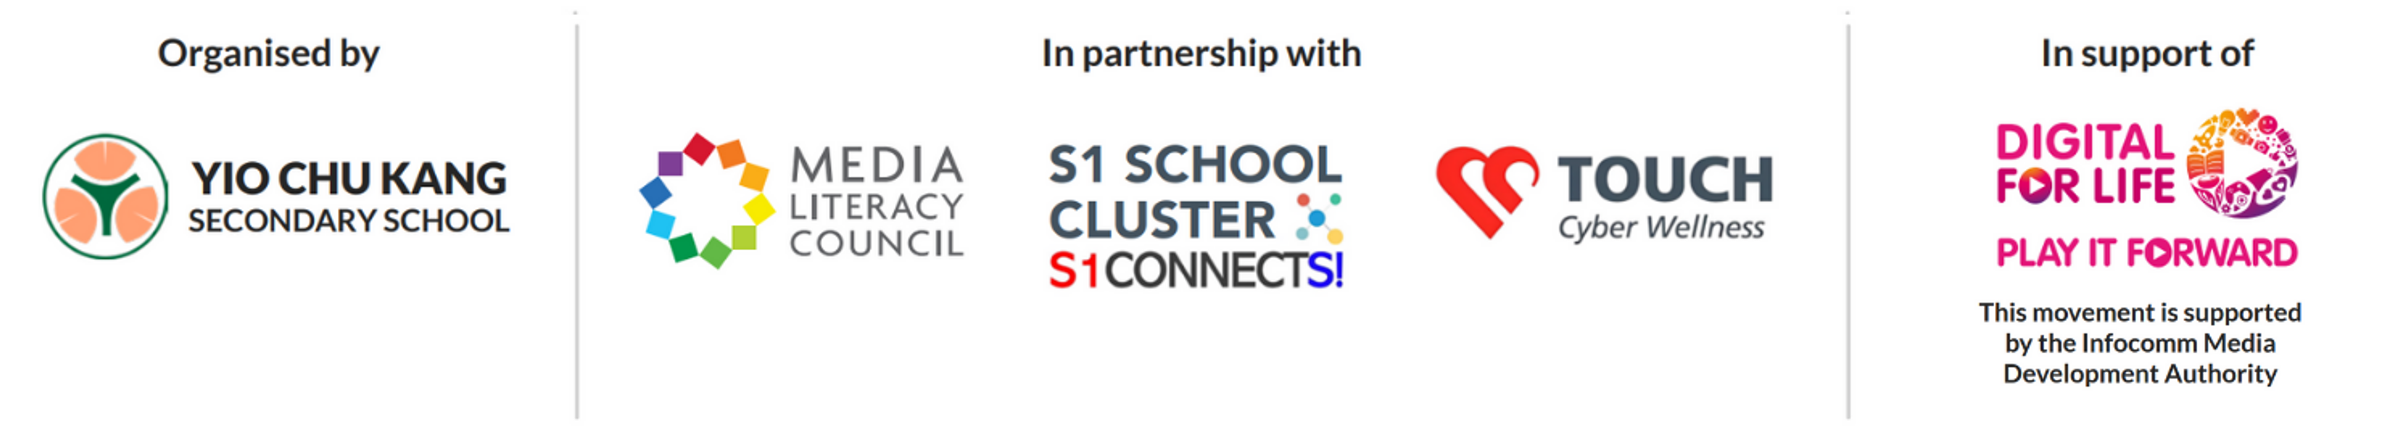 Organised by
YIO CHU KANG
SECONDARY SCHOOL
In partnership with
MEDIA
LITERACY
COUNCIL
S1 SCHOOL
CLUSTER
S1CONNECTS!
TOUCH
Cyber Wellness
In support of
DIGITAL
FOR LIFE
PLAY IT FORWARD
This movement is supported
by the Infocomm Media
Development Authority